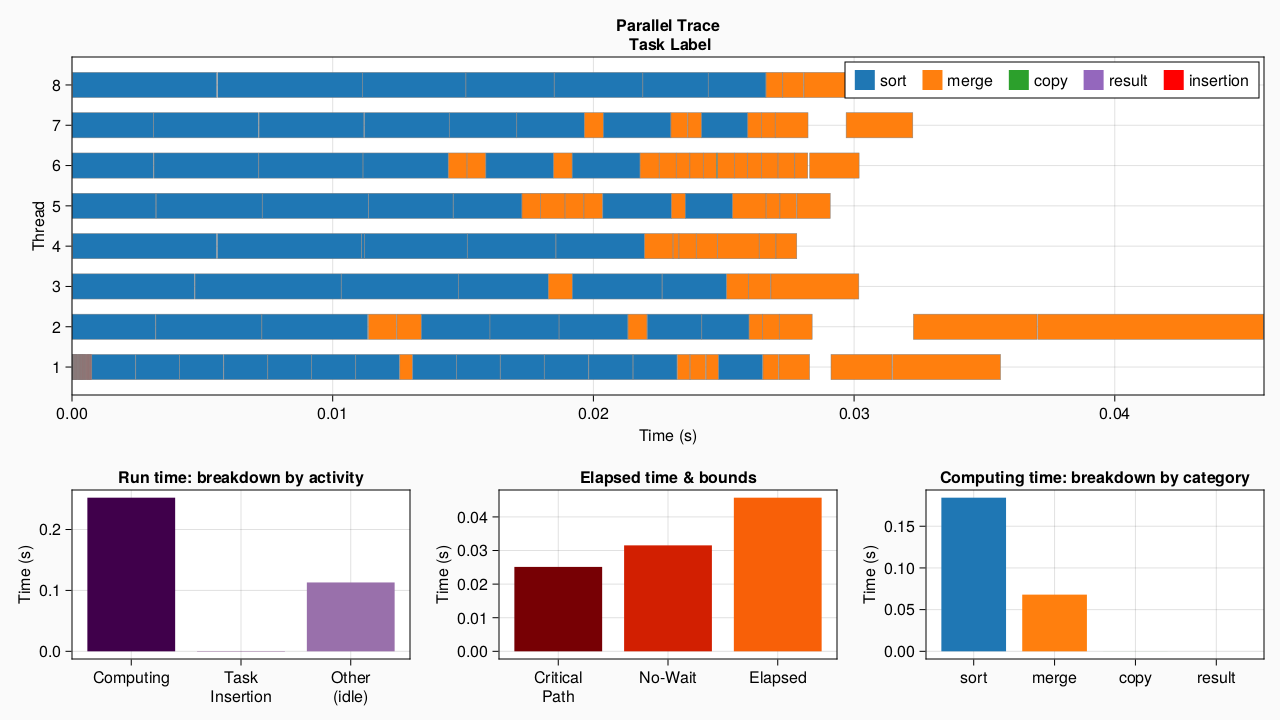 Parallel Trace
Task Label
sort merge copy result insertion
Thread
8
7
6
5
4
3
2
1
0.00 0.01 0.02 0.03 0.04
Time (s)
Run time: breakdown by activity
Time (s)
0.2
0.1
0.0
Computing Task Insertion Other (idle)
Elapsed time & bounds
Time (s)
0.04
0.03
0.02
0.01
0.00
Critical Path No-Wait Elapsed
Computing time: breakdown by category
Time (s)
0.15
0.10
0.05
0.00
sort merge copy result